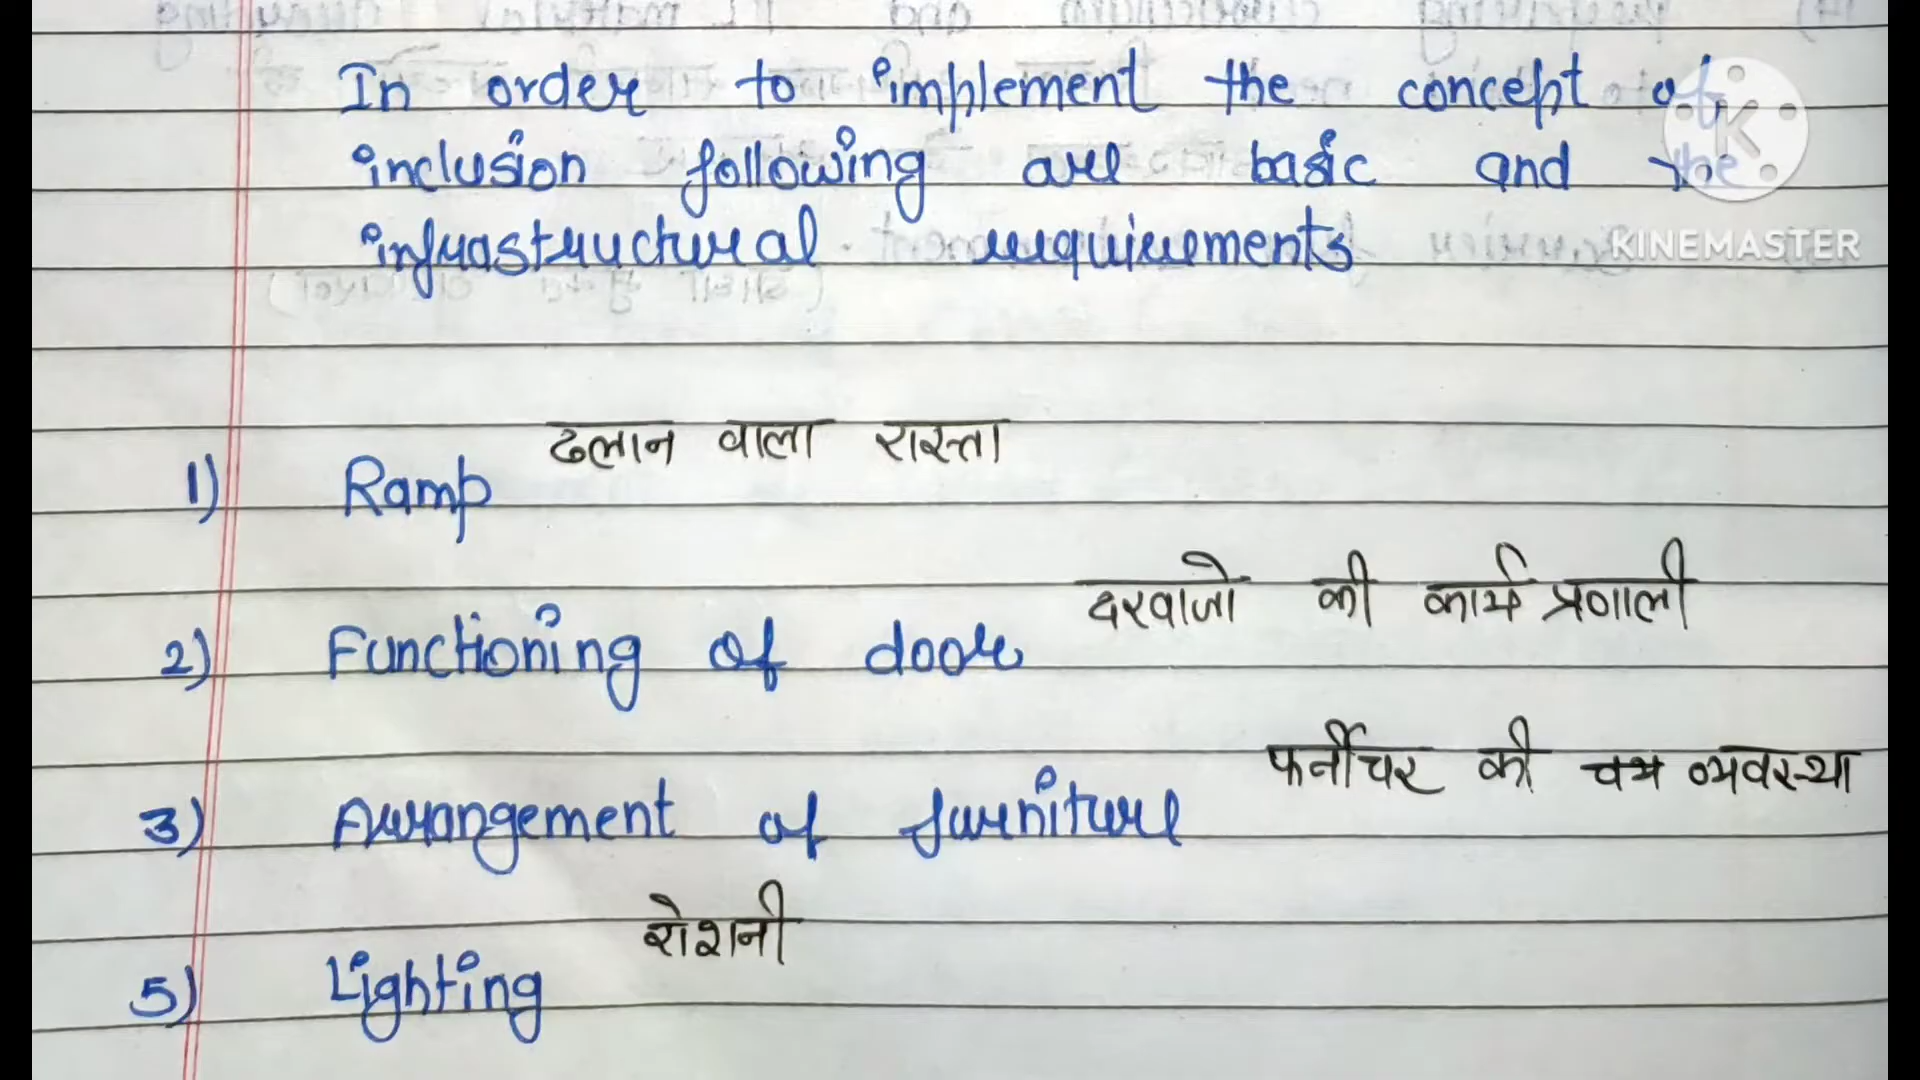 In order to implement the concept of
inclusion following are basic and the
infrastructural requirements
KINEMASTER
ढलान वाला रास्ता
1) Ramp
दरवाजो की कार्य प्रणाली
2) Functioning of door
फर्नीचर की व्यवस्था
3) Arrangement of furniture
रोशनी
5) Lighting